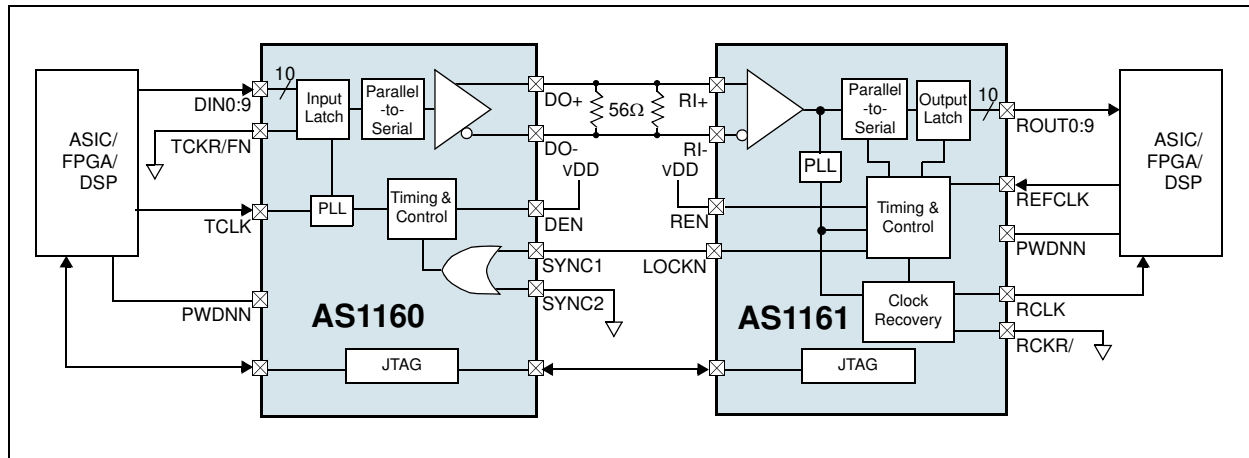 ASIC/
FPGA/
DSP
DIN0:9
TCKR/FN
TCLK
PWDNN
10
Input
Latch
Parallel
-to-
Serial
PLL
Timing &
Control
AS1160
JTAG
DO+
DO-
vDD
DEN
SYNC1
SYNC2
56Ω
RI+
RI-
vDD
REN
LOCKN
PLL
Parallel
-to-
Serial
Output
Latch
10
Timing &
Control
Clock
Recovery
AS1161
JTAG
ROUT0:9
REFCLK
PWDNN
RCLK
RCKR/
ASIC/
FPGA/
DSP